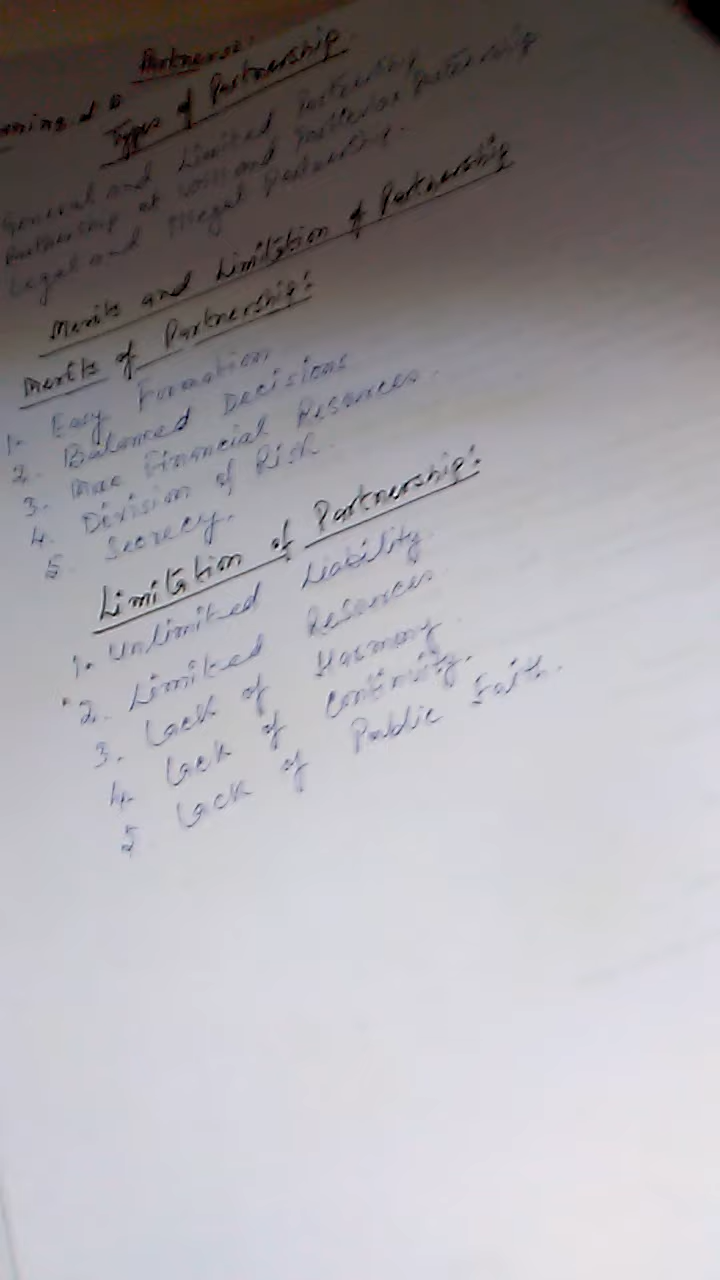 Partners:
Types of Partnership.
General and Limited Partnership
Partnership at will and Particular Partnership
Legal and Illegal Partnership.
Merits and Limitation of Partnership
Merits of Partnership:
1. Easy Formation
2. Balanced Decisions
3. Mae Financial Resources.
4. Division of Risk.
5. Secrecy.
Limitation of Partnership:
1. Unlimited Liability.
2. Limited Resources
3. Lack of Harmony
4. Lack of Continuity.
5 Lack of Public Faith.